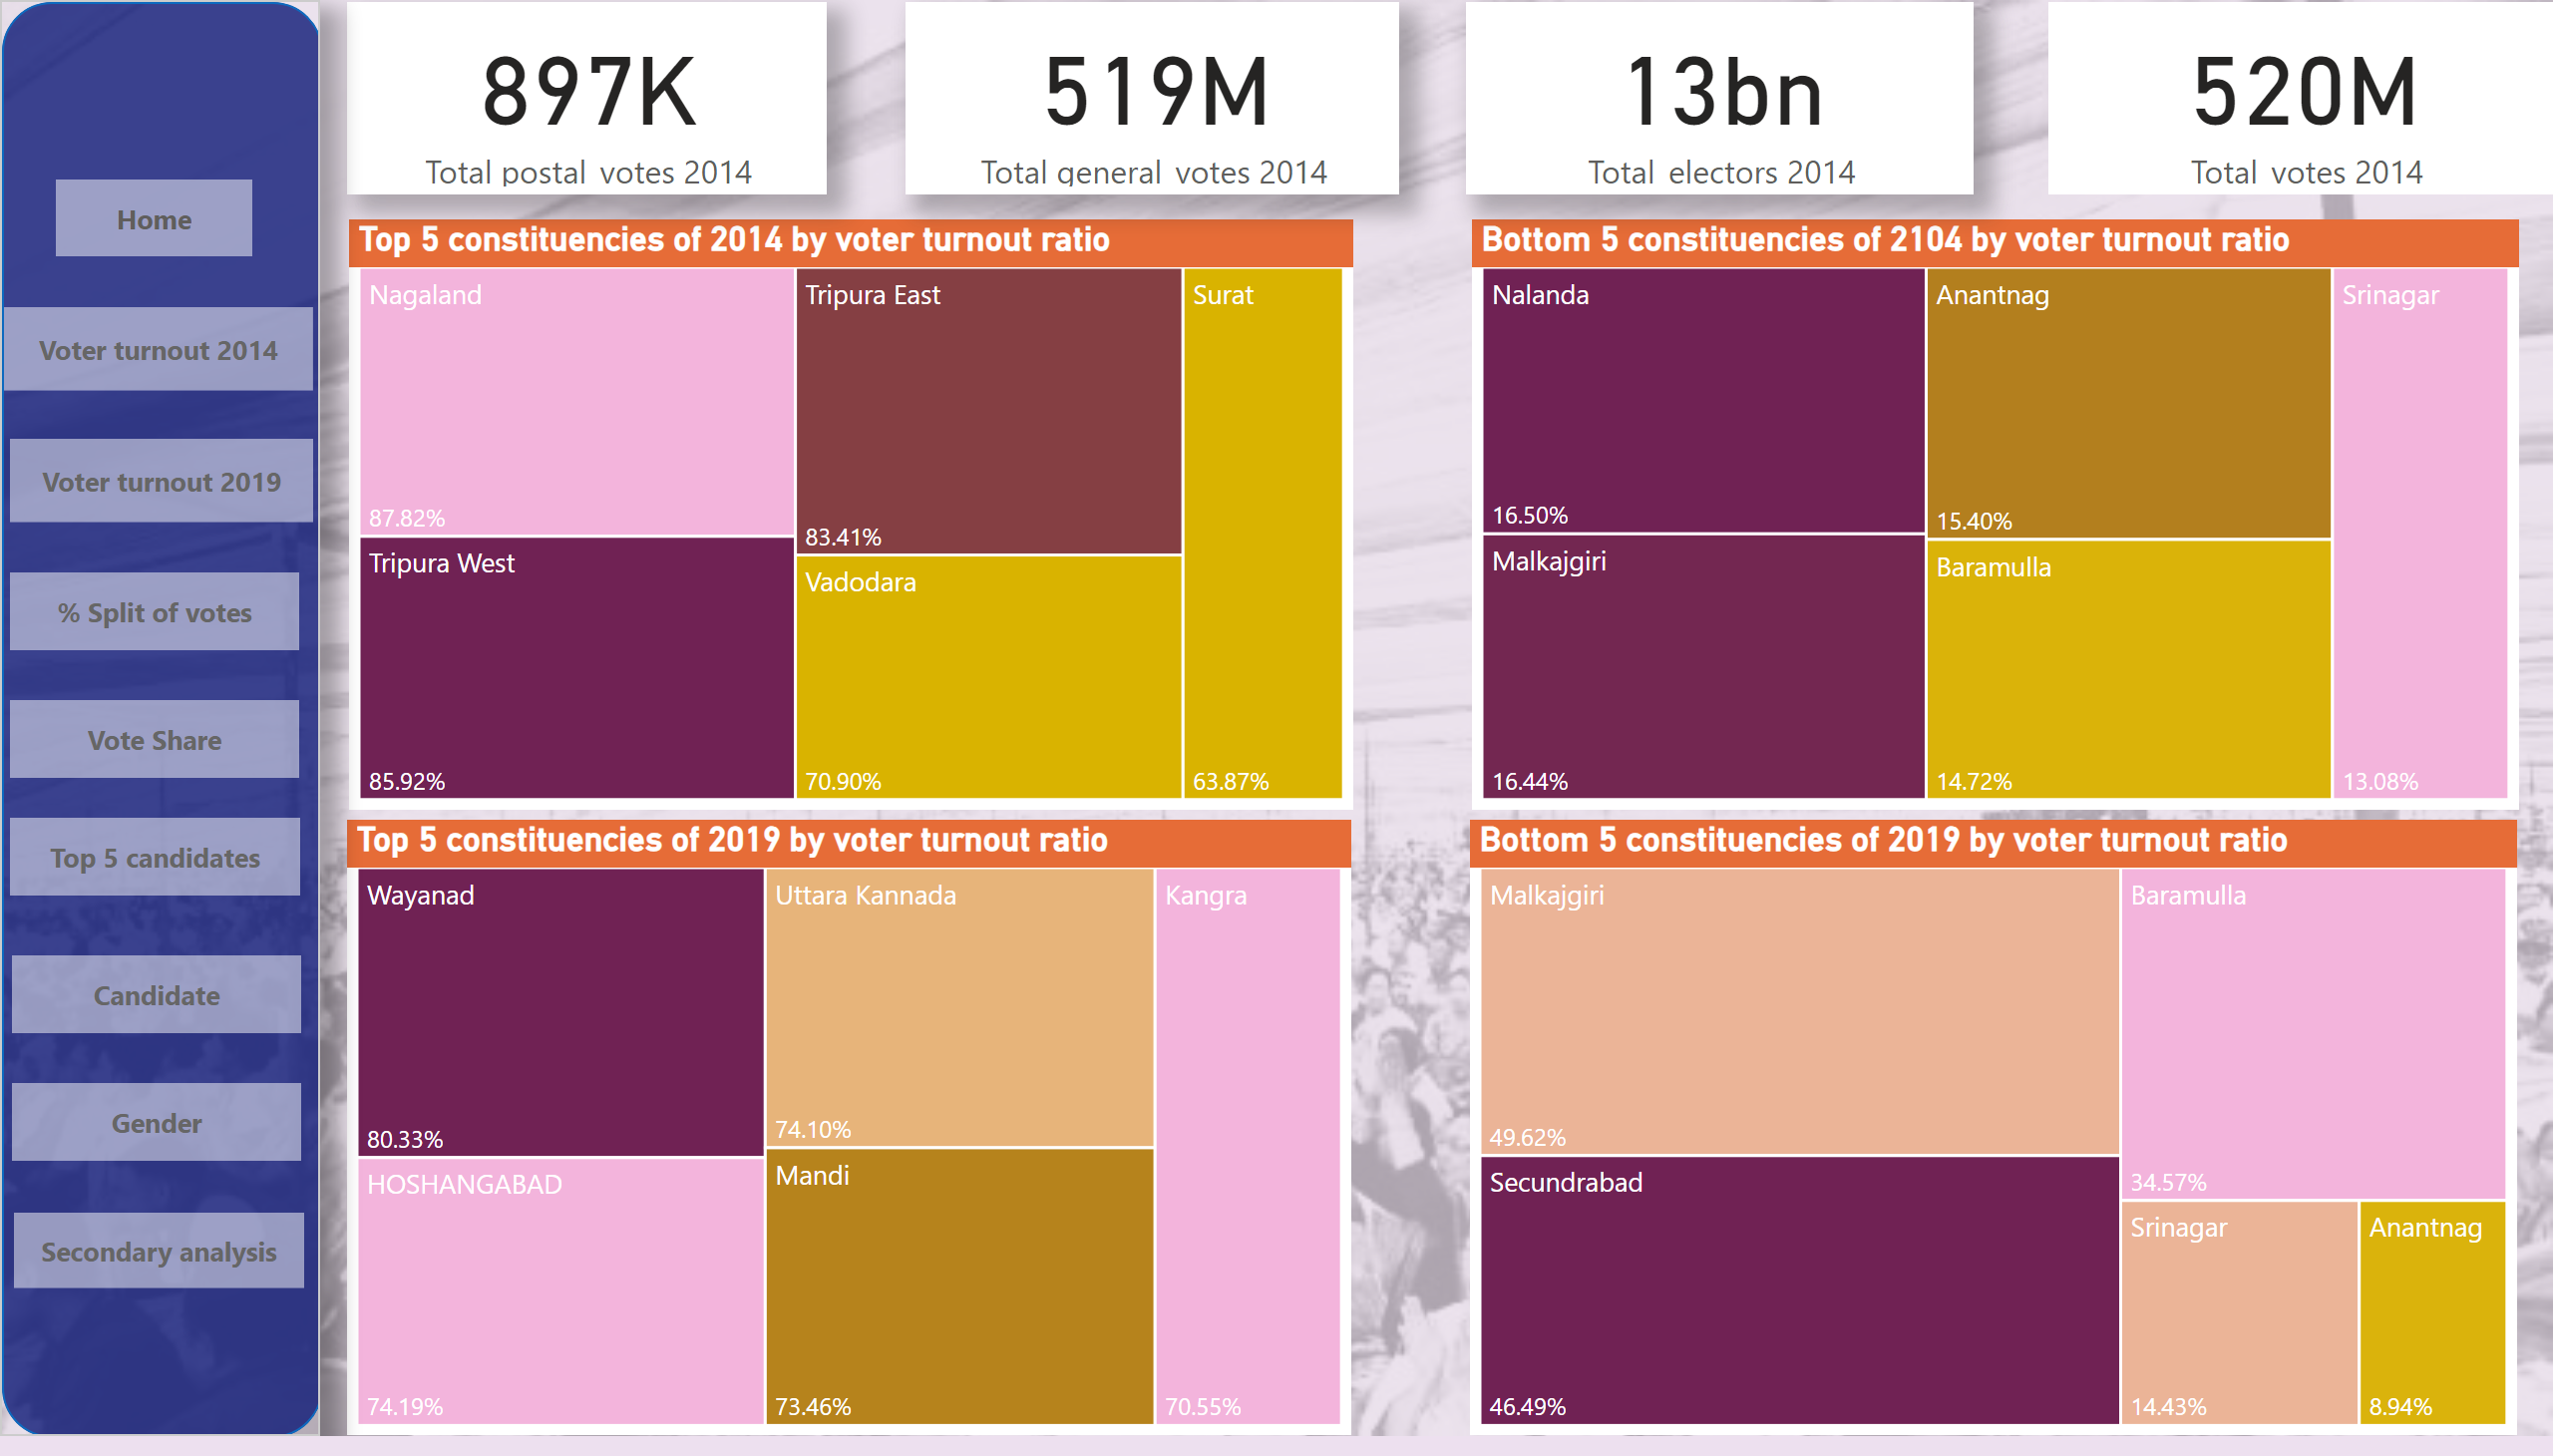 897K
Total postal votes 2014
519M
Total general votes 2014
13bn
Total electors 2014
520M
Total votes 2014
Home
Voter turnout 2014
Voter turnout 2019
% Split of votes
Vote Share
Top 5 candidates
Candidate
Gender
Secondary analysis
Top 5 constituencies of 2014 by voter turnout ratio
Nagaland
87.82%
Tripura West
85.92%
Tripura East
83.41%
Vadodara
70.90%
Surat
63.87%
Bottom 5 constituencies of 2104 by voter turnout ratio
Nalanda
16.50%
Malkajgiri
16.44%
Anantnag
15.40%
Baramulla
14.72%
Srinagar
13.08%
Top 5 constituencies of 2019 by voter turnout ratio
Wayanad
80.33%
HOSHANGABAD
74.19%
Uttara Kannada
74.10%
Mandi
73.46%
Kangra
70.55%
Bottom 5 constituencies of 2019 by voter turnout ratio
Malkajgiri
49.62%
Secundrabad
46.49%
Baramulla
34.57%
Srinagar
14.43%
Anantnag
8.94%